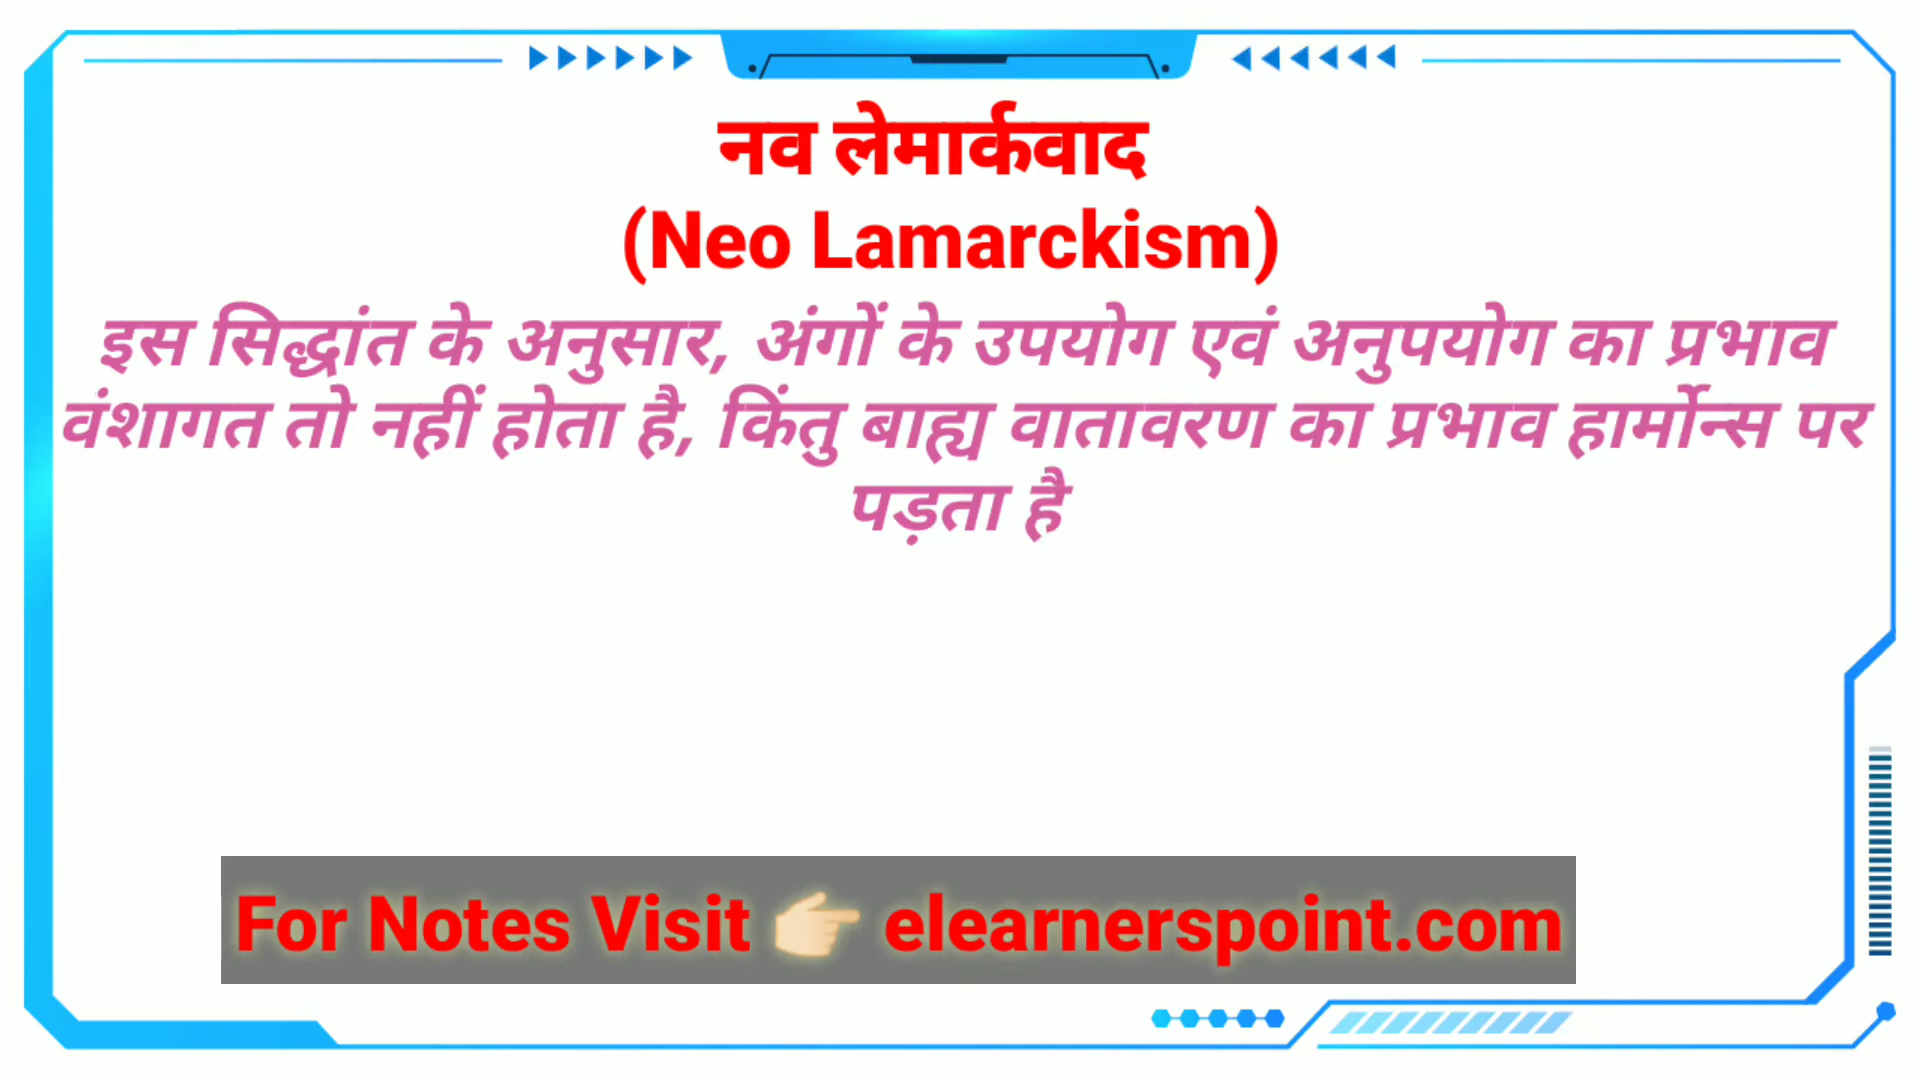 नव लेमार्कवाद
(Neo Lamarckism)
इस सिद्धांत के अनुसार, अंगों के उपयोग एवं अनुपयोग का प्रभाव
वंशागत तो नहीं होता है, किंतु बाह्य वातावरण का प्रभाव हार्मोन्स पर
पड़ता है
For Notes Visit 👉 elearnerspoint.com